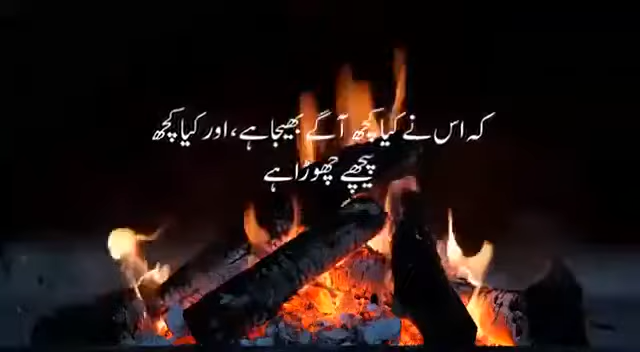 کہ اس نے کیا کچھ آگے بھیجا ہے، اور کیا کچھ
پیچھے چھوڑا ہے